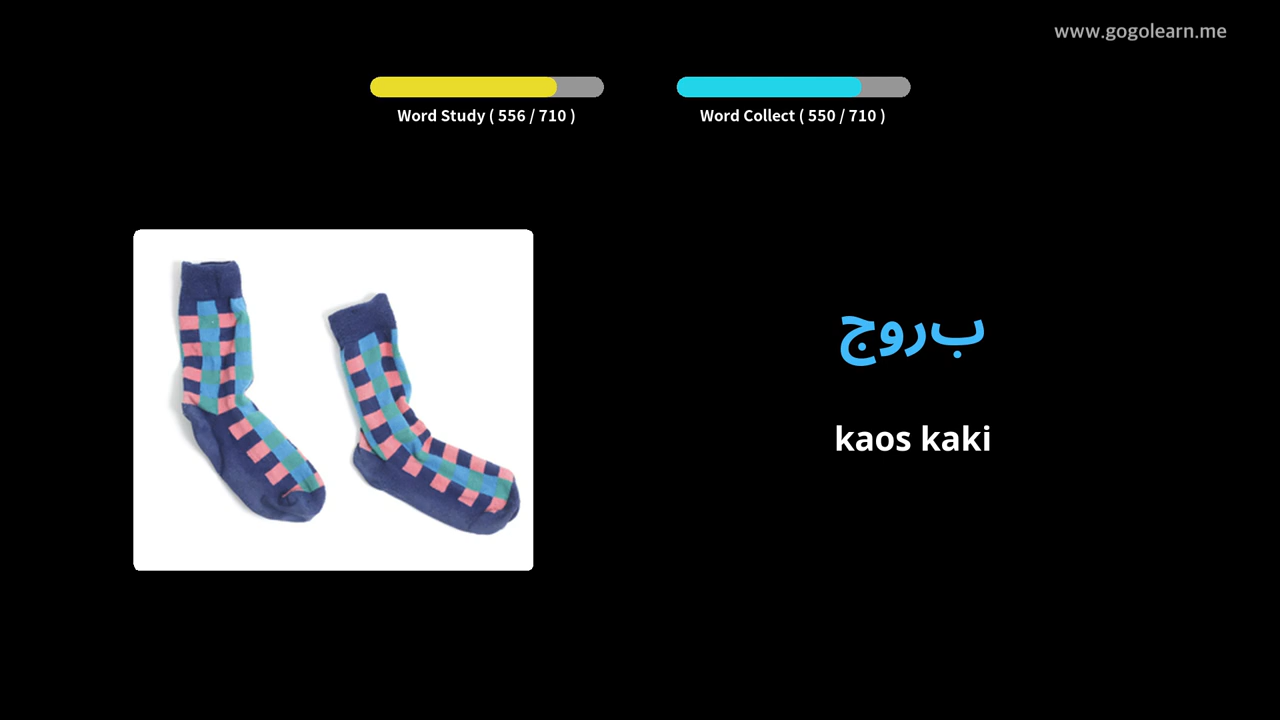 www.gogolearn.me
Word Study ( 556 / 710 )
Word Collect ( 550 / 710 )
ب‌روج
kaos kaki